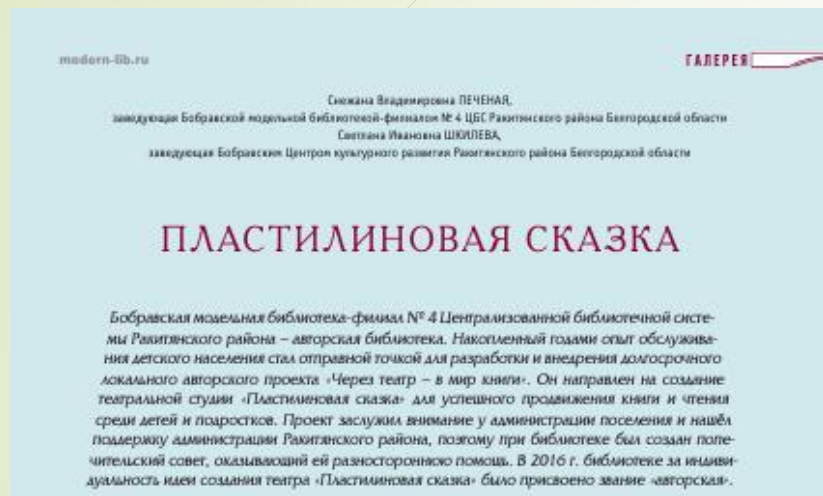 modern-lib.ru
ГАЛЕРЕЯ
Снежана Владимировна ПЕЧЕНАЯ,
заведующая Бобравской модельной библиотекой-филиалом № 4 ЦБС Ракитянского района Белгородской области
Светлана Ивановна ШКИЛЕВА,
заведующая Бобравским Центром культурного развития Ракитянского района Белгородской области
ПЛАСТИЛИНОВАЯ СКАЗКА
Бобравская модельная библиотека-филиал № 4 Централизованной библиотечной систе-
мы Ракитянского района – авторская библиотека. Накопленный годами опыт обслужива-
ния детского населения стал отправной точкой для разработки и внедрения долгосрочного
локального авторского проекта «Через театр – в мир книги». Он направлен на создание
театральной студии «Пластилиновая сказка» для успешного продвижения книги и чтения
среди детей и подростков. Проект заслужил внимание у администрации поселения и нашёл
поддержку администрации Ракитянского района, поэтому при библиотеке был создан попе-
чительский совет, оказывающий ей разностороннюю помощь. В 2016 г. библиотеке за индиви-
дуальность идеи создания театра «Пластилиновая сказка» было присвоено звание «авторская».